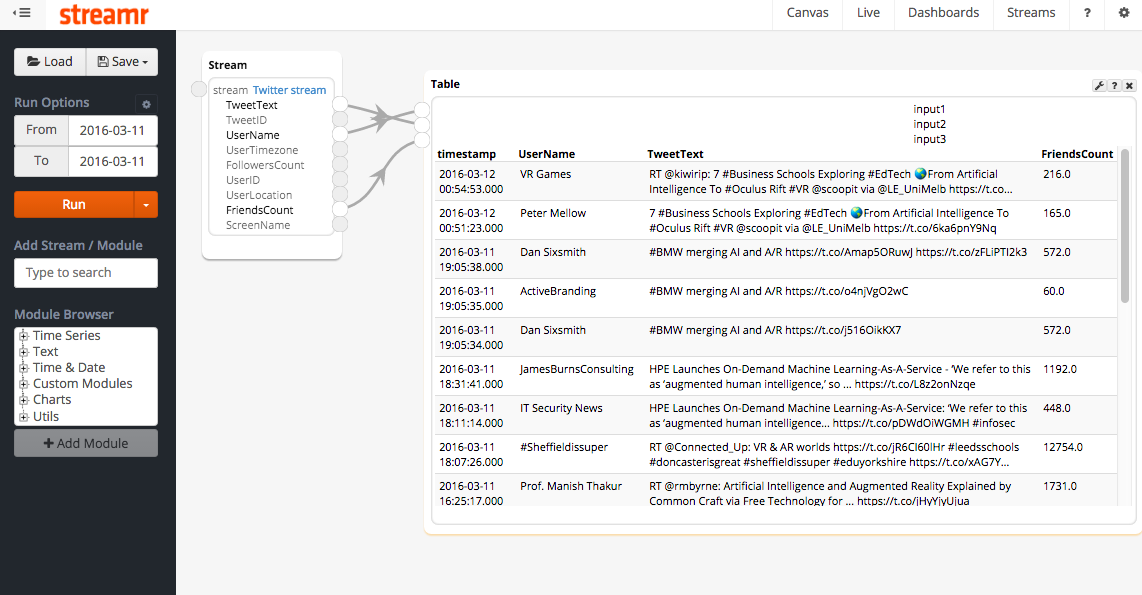 streamr
Canvas
Live
Dashboards
Streams
?
Load
Save
Run Options
From
2016-03-11
To
2016-03-11
Run
Add Stream / Module
Type to search
Module Browser
Time Series
Text
Time & Date
Custom Modules
Charts
Utils
+ Add Module
Stream
stream Twitter stream
TweetText
TweetID
UserName
UserTimezone
FollowersCount
UserID
UserLocation
FriendsCount
ScreenName
Table
?
input1
input2
input3
timestamp UserName TweetText FriendsCount
2016-03-12 VR Games RT @kiwirip: 7 #Business Schools Exploring #EdTech 🌏From Artificial 216.0
00:54:53.000 Intelligence To #Oculus Rift #VR @scoopit via @LE_UniMelb https://t.co...
2016-03-12 Peter Mellow 7 #Business Schools Exploring #EdTech 🌏From Artificial Intelligence To 165.0
00:51:23.000 #Oculus Rift #VR @scoopit via @LE_UniMelb https://t.co/6ka6pnY9Nq
2016-03-11 Dan Sixsmith #BMW merging AI and A/R https://t.co/Amap5ORuwJ https://t.co/zFLiPTI2k3 572.0
19:05:38.000
2016-03-11 ActiveBranding #BMW merging AI and A/R https://t.co/o4njVgO2wC 60.0
19:05:35.000
2016-03-11 Dan Sixsmith #BMW merging AI and A/R https://t.co/j516OikKX7 572.0
19:05:34.000
2016-03-11 JamesBurnsConsulting HPE Launches On-Demand Machine Learning-As-A-Service - ‘We refer to this 1192.0
18:31:41.000 as ‘augmented human intelligence,’ so ... https://t.co/L8z2onNzqe
2016-03-11 IT Security News HPE Launches On-Demand Machine Learning-As-A-Service: ‘We refer to this 448.0
18:11:14.000 as ‘augmented human intelligence... https://t.co/pDWdOiWGMH #infosec
2016-03-11 #Sheffieldissuper RT @Connected_Up: VR & AR worlds https://t.co/jR6Cl60lHr #leedsschools 12754.0
18:07:26.000 #doncasterisgreat #sheffieldissuper #eduyorkshire https://t.co/xAG7Y...
2016-03-11 Prof. Manish Thakur RT @rmbyrne: Artificial Intelligence and Augmented Reality Explained by 1731.0
16:25:17.000 Common Craft via Free Technology for ... https://t.co/jHyYjyUjua